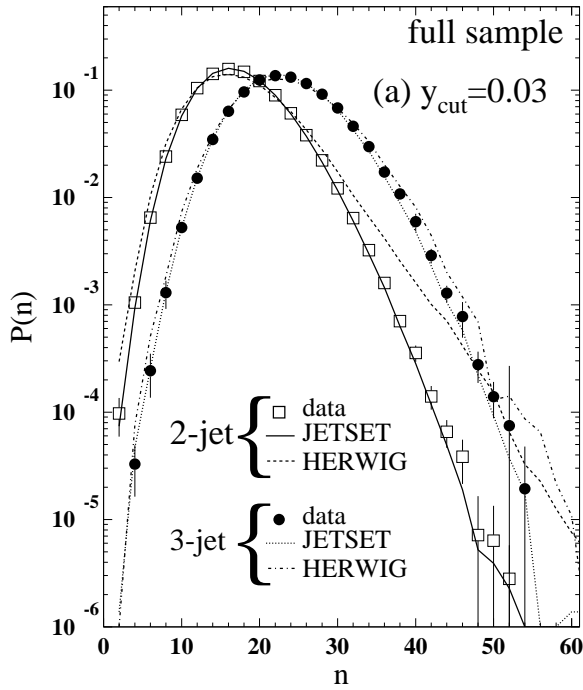 full sample
(a) y_cut=0.03
P(n)
10 -1
10 -2
10 -3
10 -4
10 -5
10 -6
2-jet
data
JETSET
HERWIG
3-jet
data
JETSET
HERWIG
0 10 20 30 40 50 60
n